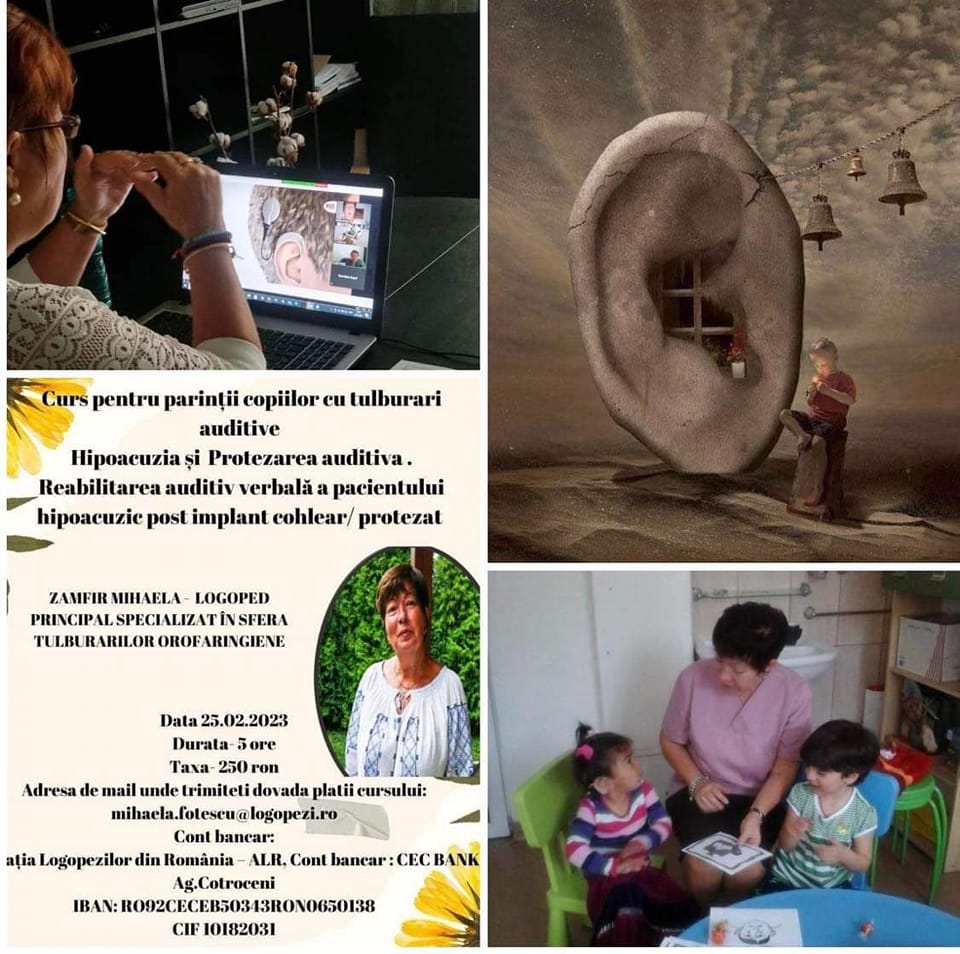 Curs pentru parinții copiilor cu tulburari
auditive
Hipoacuzia și Protezarea auditiva .
Reabilitarea auditiv verbală a pacientului
hipoacuzic post implant cohlear/ protezat
ZAMFIR MIHAELA - LOGOPED
PRINCIPAL SPECIALIZAT ÎN SFERA
TULBURARILOR OROFARINGIENE
Data 25.02.2023
Durata- 5 ore
Taxa- 250 ron
Adresa de mail unde trimiteti dovada platii cursului:
mihaela.fotescu@logopezi.ro
Cont bancar:
ația Logopezilor din România – ALR, Cont bancar : CEC BANK
Ag.Cotroceni
IBAN: RO92CECEB50343RON0650138
CIF 10182031